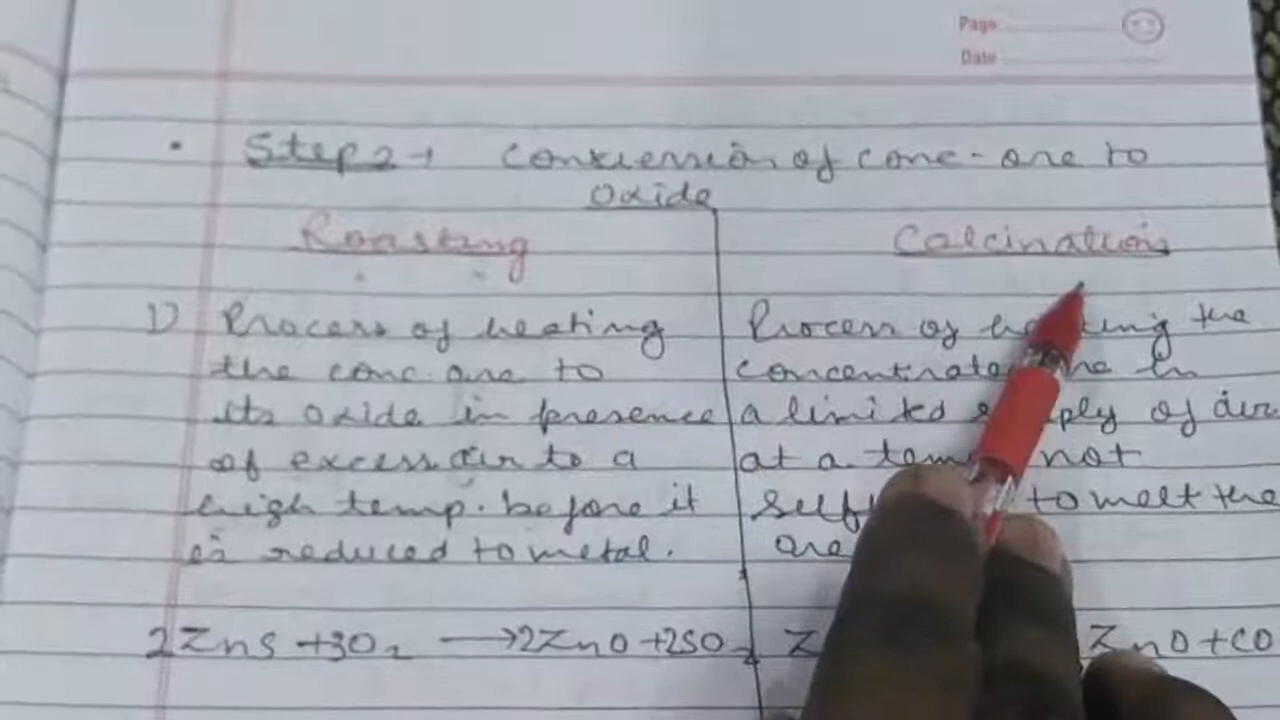 Page
Date
• Step 2 → Conversion of conc. ore to
oxide
Roasting
1) Process of heating
the conc. ore to
its oxide in presence
of excess air to a
high temp. before it
is reduced to metal.
2ZnS + 3O₂ → 2ZnO + 2SO₂
Calcination
Process of the
concentrate in
a limited of air
at a not
to melt the
ore
Z ZnO + CO